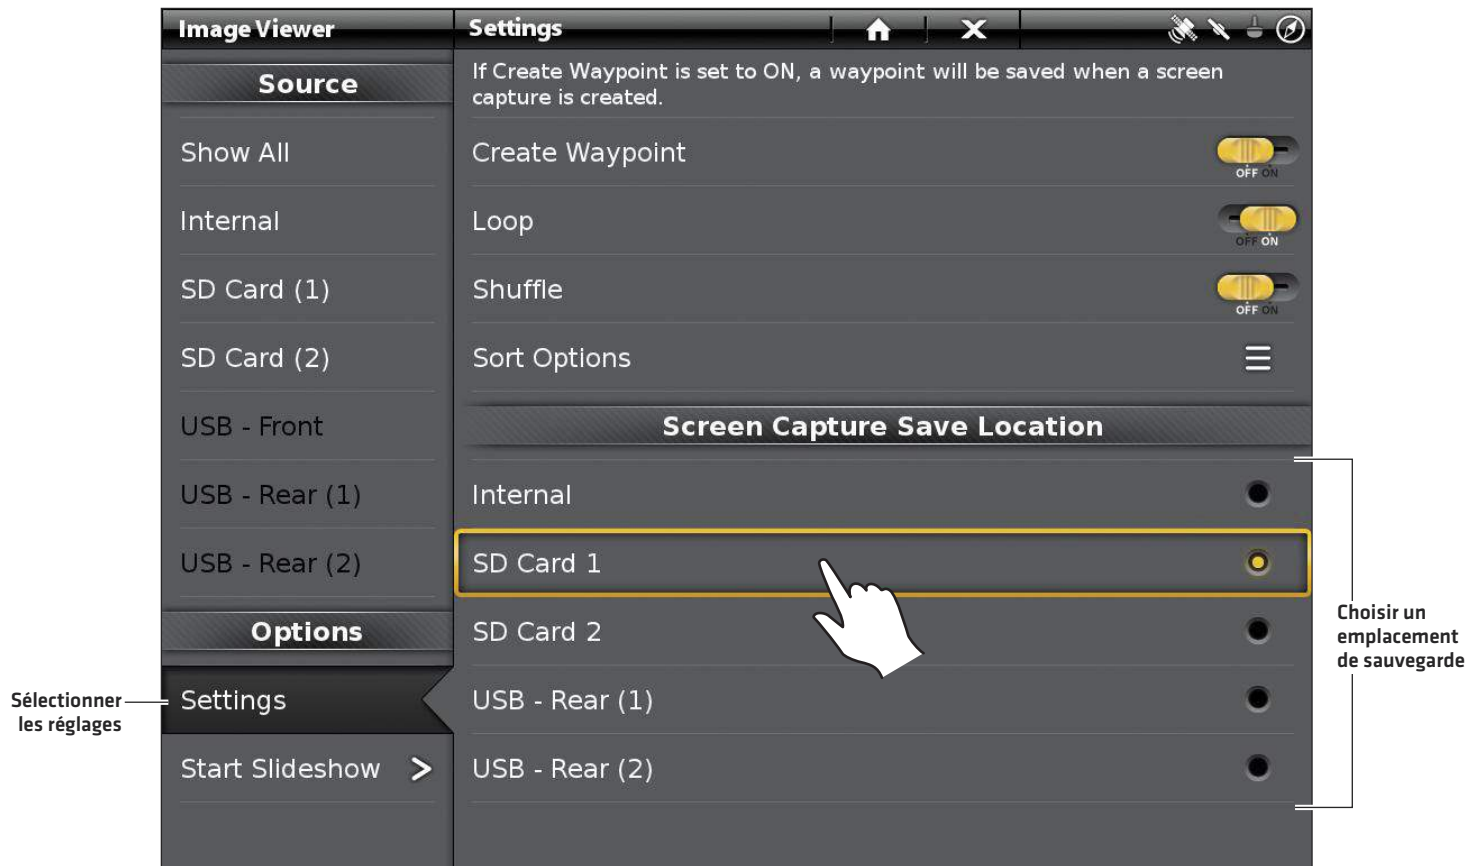 Image Viewer
Settings
Source
If Create Waypoint is set to ON, a waypoint will be saved when a screen
capture is created.
Show All
Create Waypoint
OFF ON
Internal
Loop
OFF ON
SD Card (1)
Shuffle
OFF ON
SD Card (2)
Sort Options
USB - Front
Screen Capture Save Location
USB - Rear (1)
Internal
USB - Rear (2)
SD Card 1
Options
SD Card 2
Choisir un
emplacement
de sauvegarde
Sélectionner
les réglages
Settings
USB - Rear (1)
Start Slideshow
USB - Rear (2)